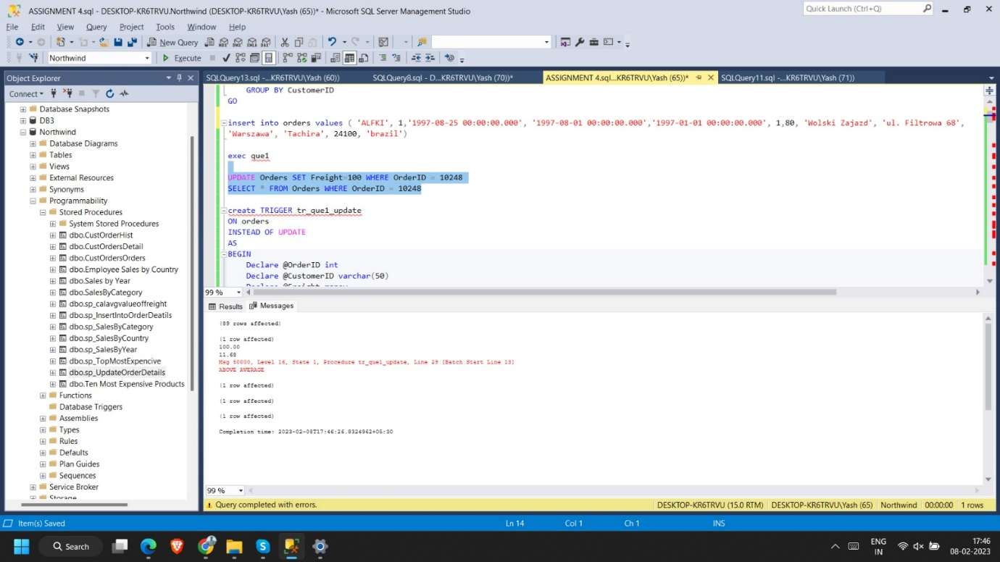 ASSIGNMENT 4.sql - DESKTOP-KR6TRVU.Northwind (DESKTOP-KR6TRVU\Yash (65))* - Microsoft SQL Server Management Studio
Quick Launch (Ctrl+Q)
File Edit View Query Project Tools Window Help
New Query
Northwind Execute
Object Explorer
SQLQuery13.sql -...KR6TRVU\Yash (60)) SQLQuery8.sql - D...KR6TRVU\Yash (70))* ASSIGNMENT 4.sql...KR6TRVU\Yash (65))* SQLQuery11.sql -...KR6TRVU\Yash (71))
Connect
Database Snapshots
DB3
Northwind
Database Diagrams
Tables
Views
External Resources
Synonyms
Programmability
Stored Procedures
System Stored Procedures
dbo.CustOrderHist
dbo.CustOrdersDetail
dbo.CustOrdersOrders
dbo.Employee Sales by Country
dbo.Sales by Year
dbo.SalesByCategory
dbo.sp_calavgvalueoffreight
dbo.sp_InsertIntoOrderDeatils
dbo.sp_SalesByCategory
dbo.sp_SalesByCountry
dbo.sp_SalesByYear
dbo.sp_TopMostExpencive
dbo.sp_UpdateOrderDetails
dbo.Ten Most Expensive Products
Functions
Database Triggers
Assemblies
Types
Rules
Defaults
Plan Guides
Sequences
Service Broker
Storage
GROUP BY CustomerID
GO
insert into orders values ( 'ALFKI', 1,'1997-08-25 00:00:00.000', '1997-08-01 00:00:00.000','1997-01-01 00:00:00.000', 1,80, 'Wolski Zajazd', 'ul. Filtrowa 68',
'Warszawa', 'Tachira', 24100, 'brazil')
exec que1
UPDATE Orders SET Freight=100 WHERE OrderID = 10248
SELECT * FROM Orders WHERE OrderID = 10248
create TRIGGER tr_que1_update
ON orders
INSTEAD OF UPDATE
AS
BEGIN
Declare @OrderID int
Declare @CustomerID varchar(50)
Declare @Freight money
99 %
Results Messages
(89 rows affected)
(1 row affected)
100.00
11.68
Msg 50000, Level 16, State 1, Procedure tr_que1_update, Line 29 [Batch Start Line 13]
ABOVE AVERAGE
(1 row affected)
(1 row affected)
(1 row affected)
Completion time: 2023-02-08T17:46:26.8324962+05:30
99 %
Query completed with errors. DESKTOP-KR6TRVU (15.0 RTM) DESKTOP-KR6TRVU\Yash (65) Northwind 00:00:00 1 rows
Item(s) Saved Ln 14 Col 1 Ch 1 INS
Search
ENG
IN
17:46
08-02-2023